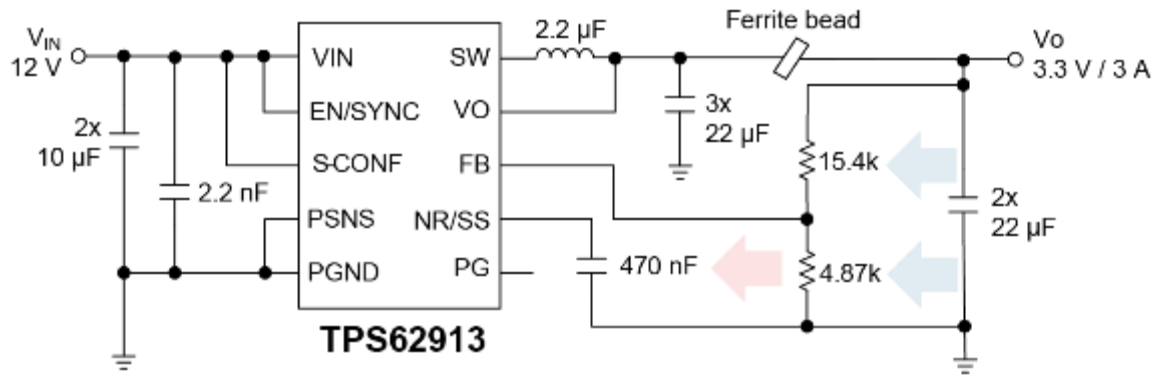 Ferrite bead
2.2 µF
VIN
12 V
VIN
SW
Vo
3.3 V / 3 A
EN/SYNC
VO
3x
22 µF
2x
10 µF
S-CONF
FB
15.4k
2.2 nF
PSNS
NR/SS
2x
22 µF
PGND
PG
470 nF
4.87k
TPS62913